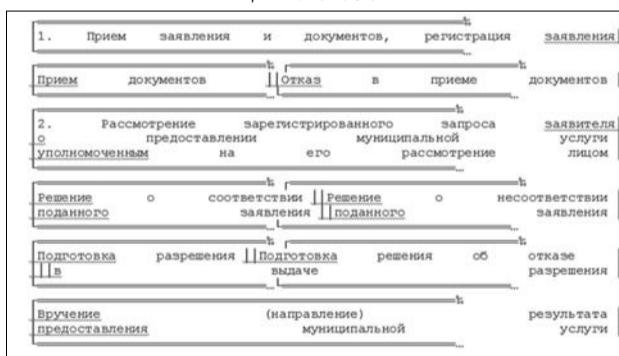 1. Прием заявления и документов, регистрация заявления
Прием документов ||Отказ в приеме документов
2. Рассмотрение зарегистрированного запроса заявителя
о предоставлении муниципальной услуги
уполномоченным на его рассмотрение лицом
Решение о соответствии ||Решение о несоответствии
поданного заявления ||поданного заявления
Подготовка разрешения ||Подготовка решения об отказе
||в выдаче разрешения
Вручение (направление) результата
предоставления муниципальной услуги